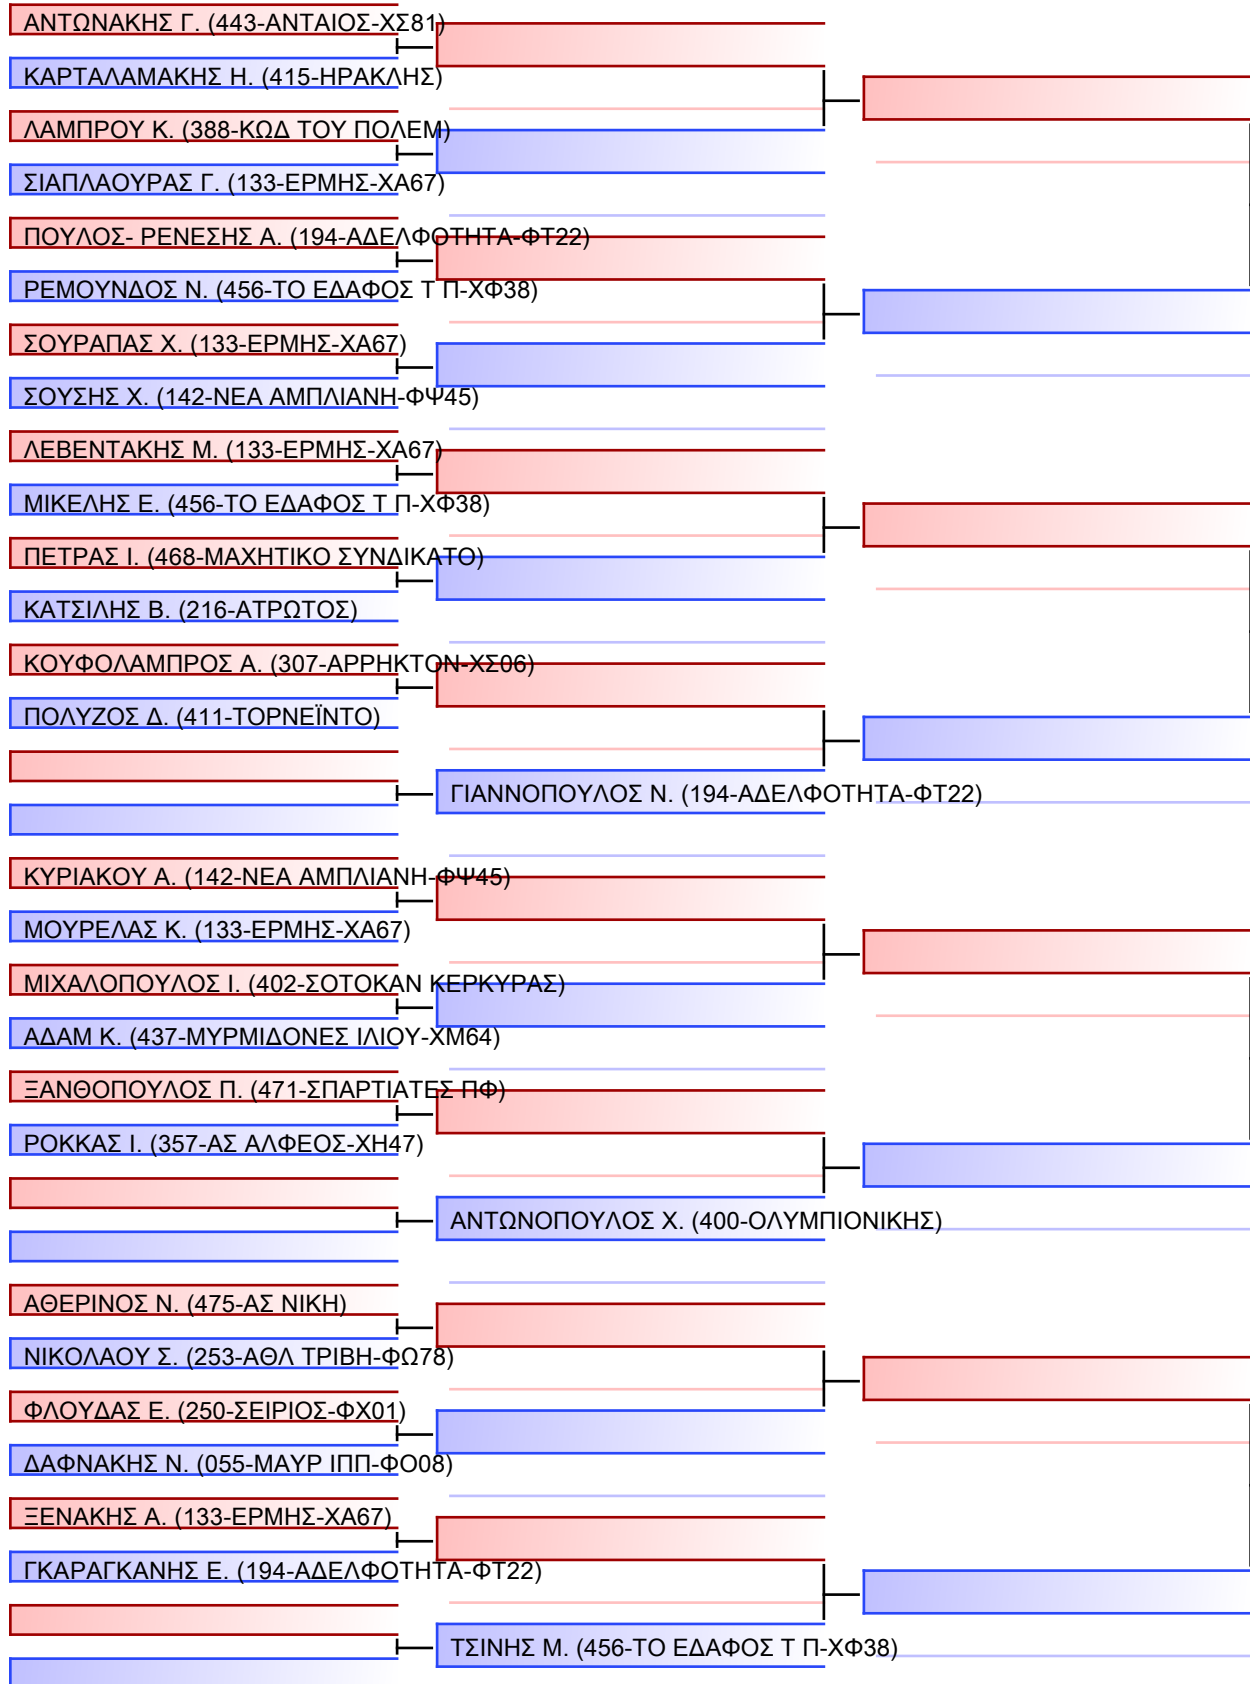 ΑΝΤΩΝΑΚΗΣ Γ. (443-ΑΝΤΑΙΟΣ-ΧΣ81)
ΚΑΡΤΑΛΑΜΑΚΗΣ Η. (415-ΗΡΑΚΛΗΣ)
ΛΑΜΠΡΟΥ Κ. (388-ΚΩΔ ΤΟΥ ΠΟΛΕΜ)
ΣΙΑΠΛΑΟΥΡΑΣ Γ. (133-ΕΡΜΗΣ-ΧΑ67)
ΠΟΥΛΟΣ- ΡΕΝΕΣΗΣ Α. (194-ΑΔΕΛΦΟΤΗΤΑ-ΦΤ22)
ΡΕΜΟΥΝΔΟΣ Ν. (456-ΤΟ ΕΔΑΦΟΣ Τ Π-ΧΦ38)
ΣΟΥΡΑΠΑΣ Χ. (133-ΕΡΜΗΣ-ΧΑ67)
ΣΟΥΣΗΣ Χ. (142-ΝΕΑ ΑΜΠΛΙΑΝΗ-ΦΨ45)
ΛΕΒΕΝΤΑΚΗΣ Μ. (133-ΕΡΜΗΣ-ΧΑ67)
ΜΙΚΕΛΗΣ Ε. (456-ΤΟ ΕΔΑΦΟΣ Τ Π-ΧΦ38)
ΠΕΤΡΑΣ Ι. (468-ΜΑΧΗΤΙΚΟ ΣΥΝΔΙΚΑΤΟ)
ΚΑΤΣΙΛΗΣ Β. (216-ΑΤΡΩΤΟΣ)
ΚΟΥΦΟΛΑΜΠΡΟΣ Α. (307-ΑΡΡΗΚΤΟΝ-ΧΣ06)
ΠΟΛΥΖΟΣ Δ. (411-ΤΟΡΝΕΪΝΤΟ)
ΓΙΑΝΝΟΠΟΥΛΟΣ Ν. (194-ΑΔΕΛΦΟΤΗΤΑ-ΦΤ22)
ΚΥΡΙΑΚΟΥ Α. (142-ΝΕΑ ΑΜΠΛΙΑΝΗ-ΦΨ45)
ΜΟΥΡΕΛΑΣ Κ. (133-ΕΡΜΗΣ-ΧΑ67)
ΜΙΧΑΛΟΠΟΥΛΟΣ Ι. (402-ΣΟΤΟΚΑΝ ΚΕΡΚΥΡΑΣ)
ΑΔΑΜ Κ. (437-ΜΥΡΜΙΔΟΝΕΣ ΙΛΙΟΥ-ΧΜ64)
ΞΑΝΘΟΠΟΥΛΟΣ Π. (471-ΣΠΑΡΤΙΑΤΕΣ ΠΦ)
ΡΟΚΚΑΣ Ι. (357-ΑΣ ΑΛΦΕΟΣ-ΧΗ47)
ΑΝΤΩΝΟΠΟΥΛΟΣ Χ. (400-ΟΛΥΜΠΙΟΝΙΚΗΣ)
ΑΘΕΡΙΝΟΣ Ν. (475-ΑΣ ΝΙΚΗ)
ΝΙΚΟΛΑΟΥ Σ. (253-ΑΘΛ ΤΡΙΒΗ-ΦΩ78)
ΦΛΟΥΔΑΣ Ε. (250-ΣΕΙΡΙΟΣ-ΦΧ01)
ΔΑΦΝΑΚΗΣ Ν. (055-ΜΑΥΡ ΙΠΠ-ΦΟ08)
ΞΕΝΑΚΗΣ Α. (133-ΕΡΜΗΣ-ΧΑ67)
ΓΚΑΡΑΓΚΑΝΗΣ Ε. (194-ΑΔΕΛΦΟΤΗΤΑ-ΦΤ22)
ΤΣΙΝΗΣ Μ. (456-ΤΟ ΕΔΑΦΟΣ Τ Π-ΧΦ38)